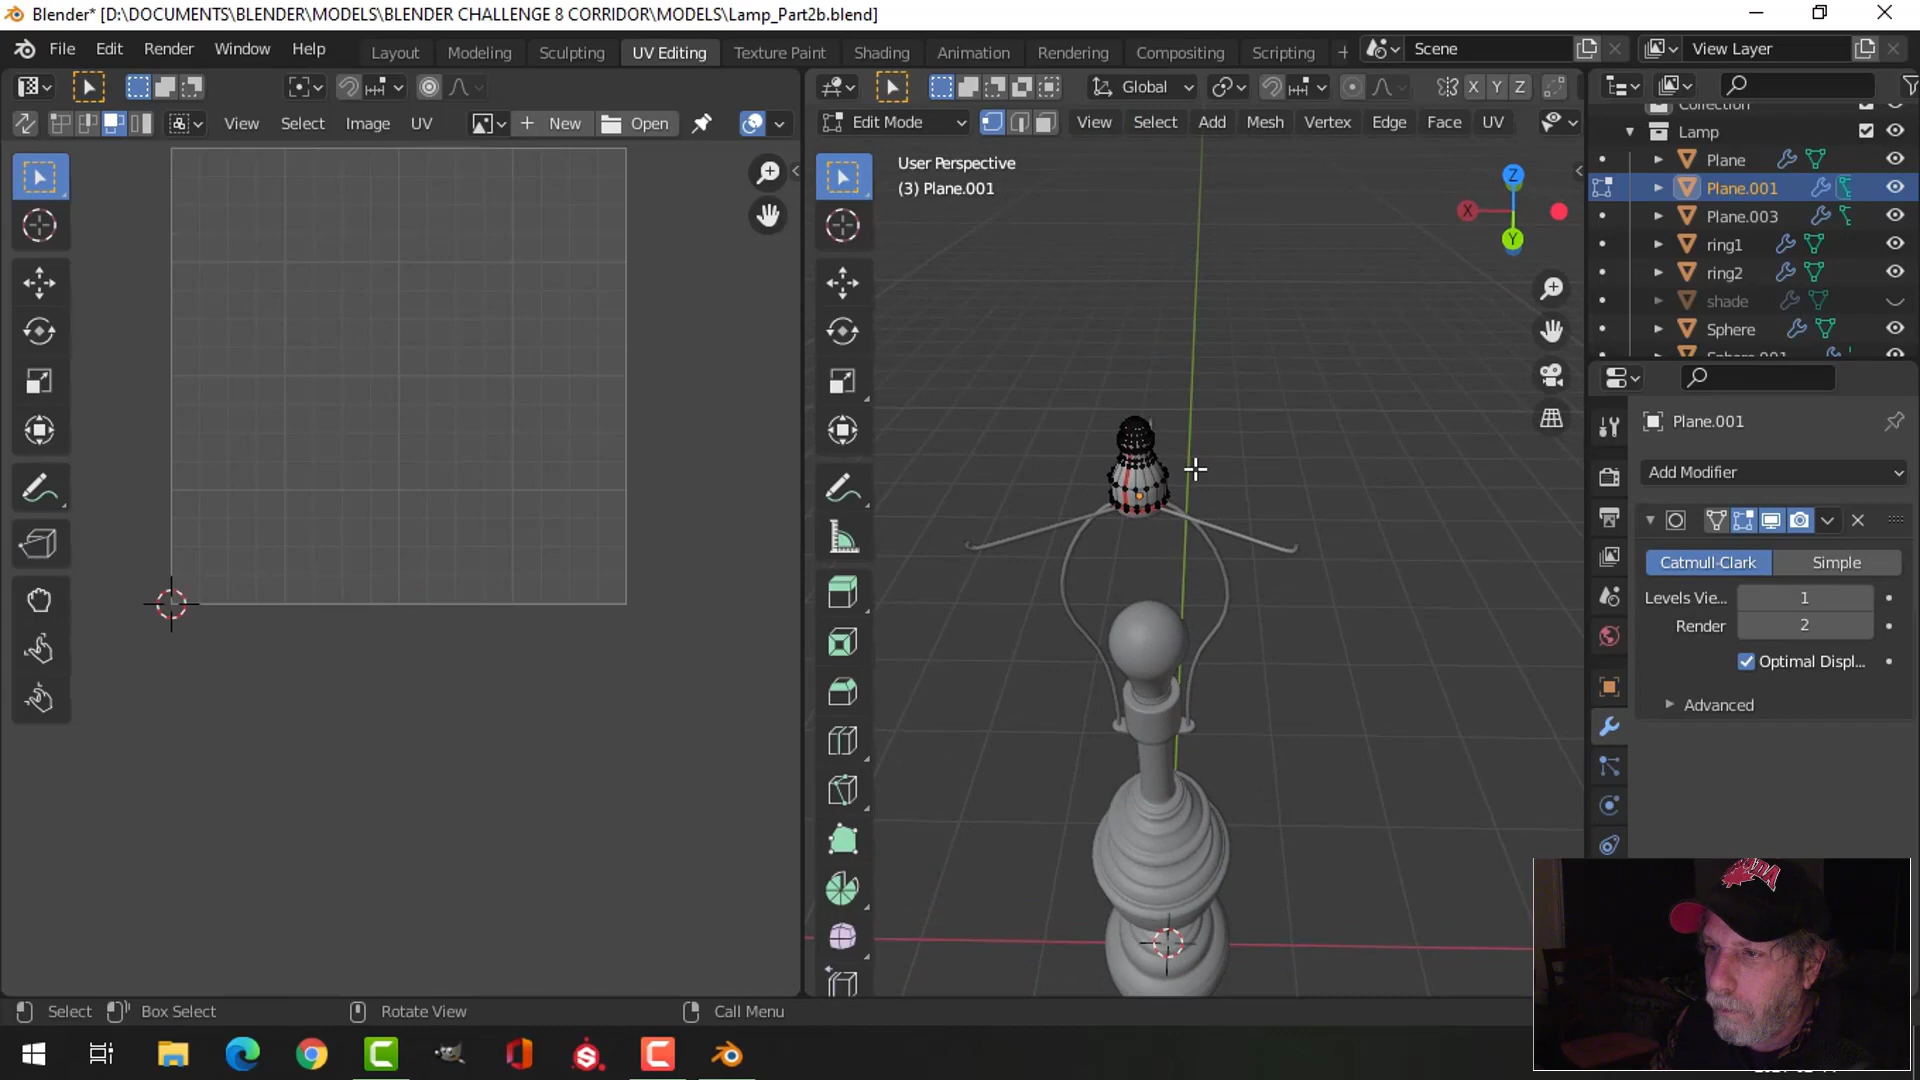 Blender* [D:\DOCUMENTS\BLENDER\MODELS\BLENDER CHALLENGE 8 CORRIDOR\MODELS\Lamp_Part2b.blend]
File Edit Render Window Help Layout Modeling Sculpting UV Editing Texture Paint Shading Animation Rendering Compositing Scripting + Scene View Layer
Global X Y Z
View Select Image UV + New Open Edit Mode View Select Add Mesh Vertex Edge Face UV
Collection
Lamp
Plane
Plane.001
Plane.003
ring1
ring2
shade
Sphere
Sphere.001
User Perspective
(3) Plane.001
Z
X
Y
Plane.001
Add Modifier
Catmull-Clark Simple
Levels Vie... 1
Render 2
Optimal Displ...
Advanced
Select Box Select Rotate View Call Menu